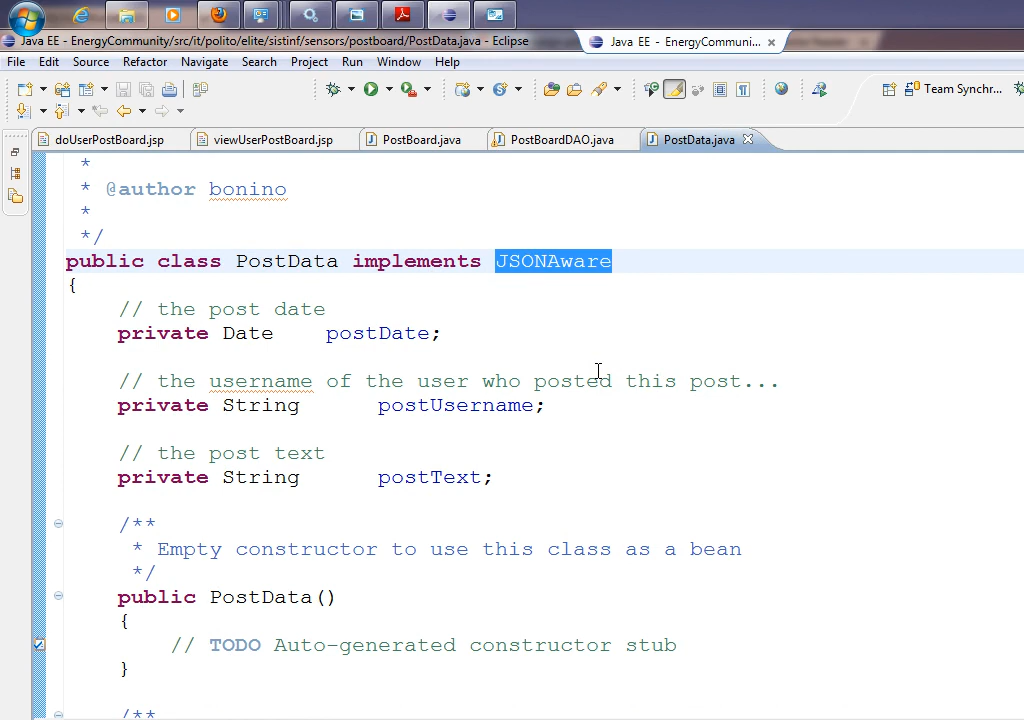 Java EE - EnergyCommunity/src/it/polito/elite/sistinf/sensors/postboard/PostData.java - Eclipse
Java EE - EnergyCommuni...
File Edit Source Refactor Navigate Search Project Run Window Help
Team Synchr...
doUserPostBoard.jsp viewUserPostBoard.jsp PostBoard.java PostBoardDAO.java PostData.java
*
* @author bonino
*
*/
public class PostData implements JSONAware
{
// the post date
private Date postDate;
// the username of the user who posted this post...
private String postUsername;
// the post text
private String postText;
/**
* Empty constructor to use this class as a bean
*/
public PostData()
{
// TODO Auto-generated constructor stub
}
/**